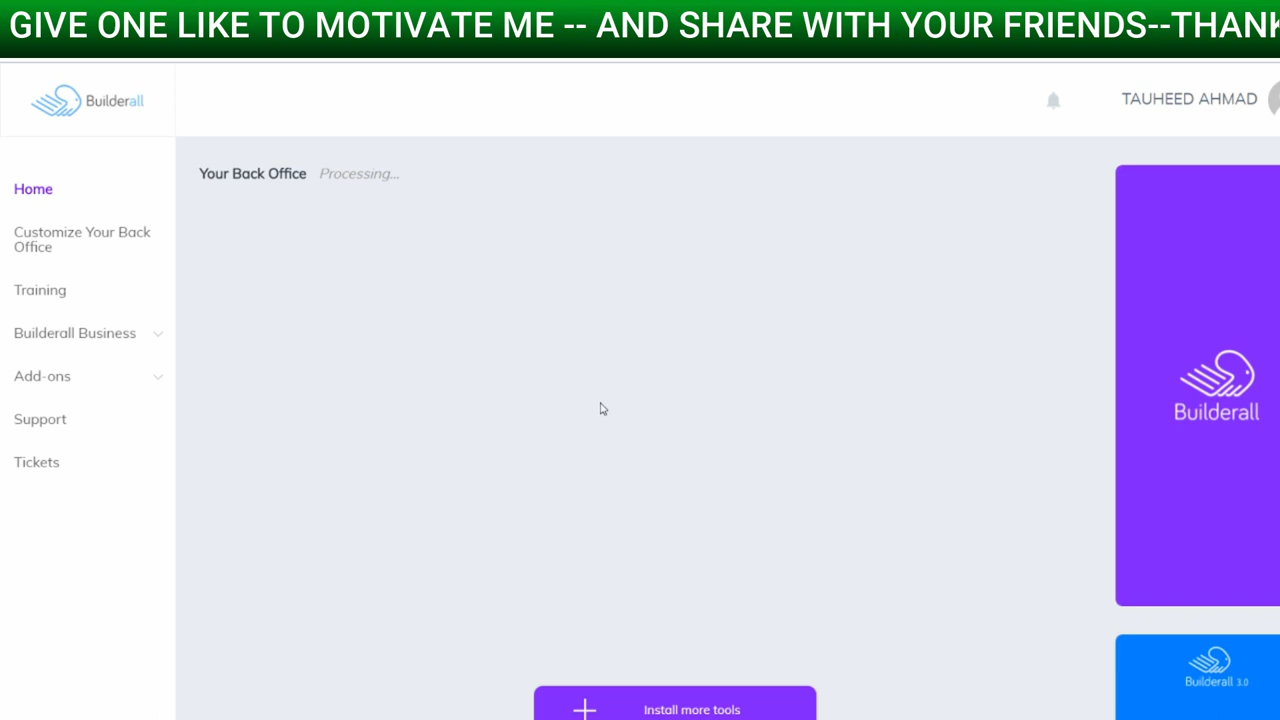 GIVE ONE LIKE TO MOTIVATE ME -- AND SHARE WITH YOUR FRIENDS--THANK
Builderall
TAUHEED AHMAD
Your Back Office Processing...
Home
Customize Your Back
Office
Training
Builderall Business
Add-ons
Support
Tickets
Builderall
Builderall 3.0
Install more tools